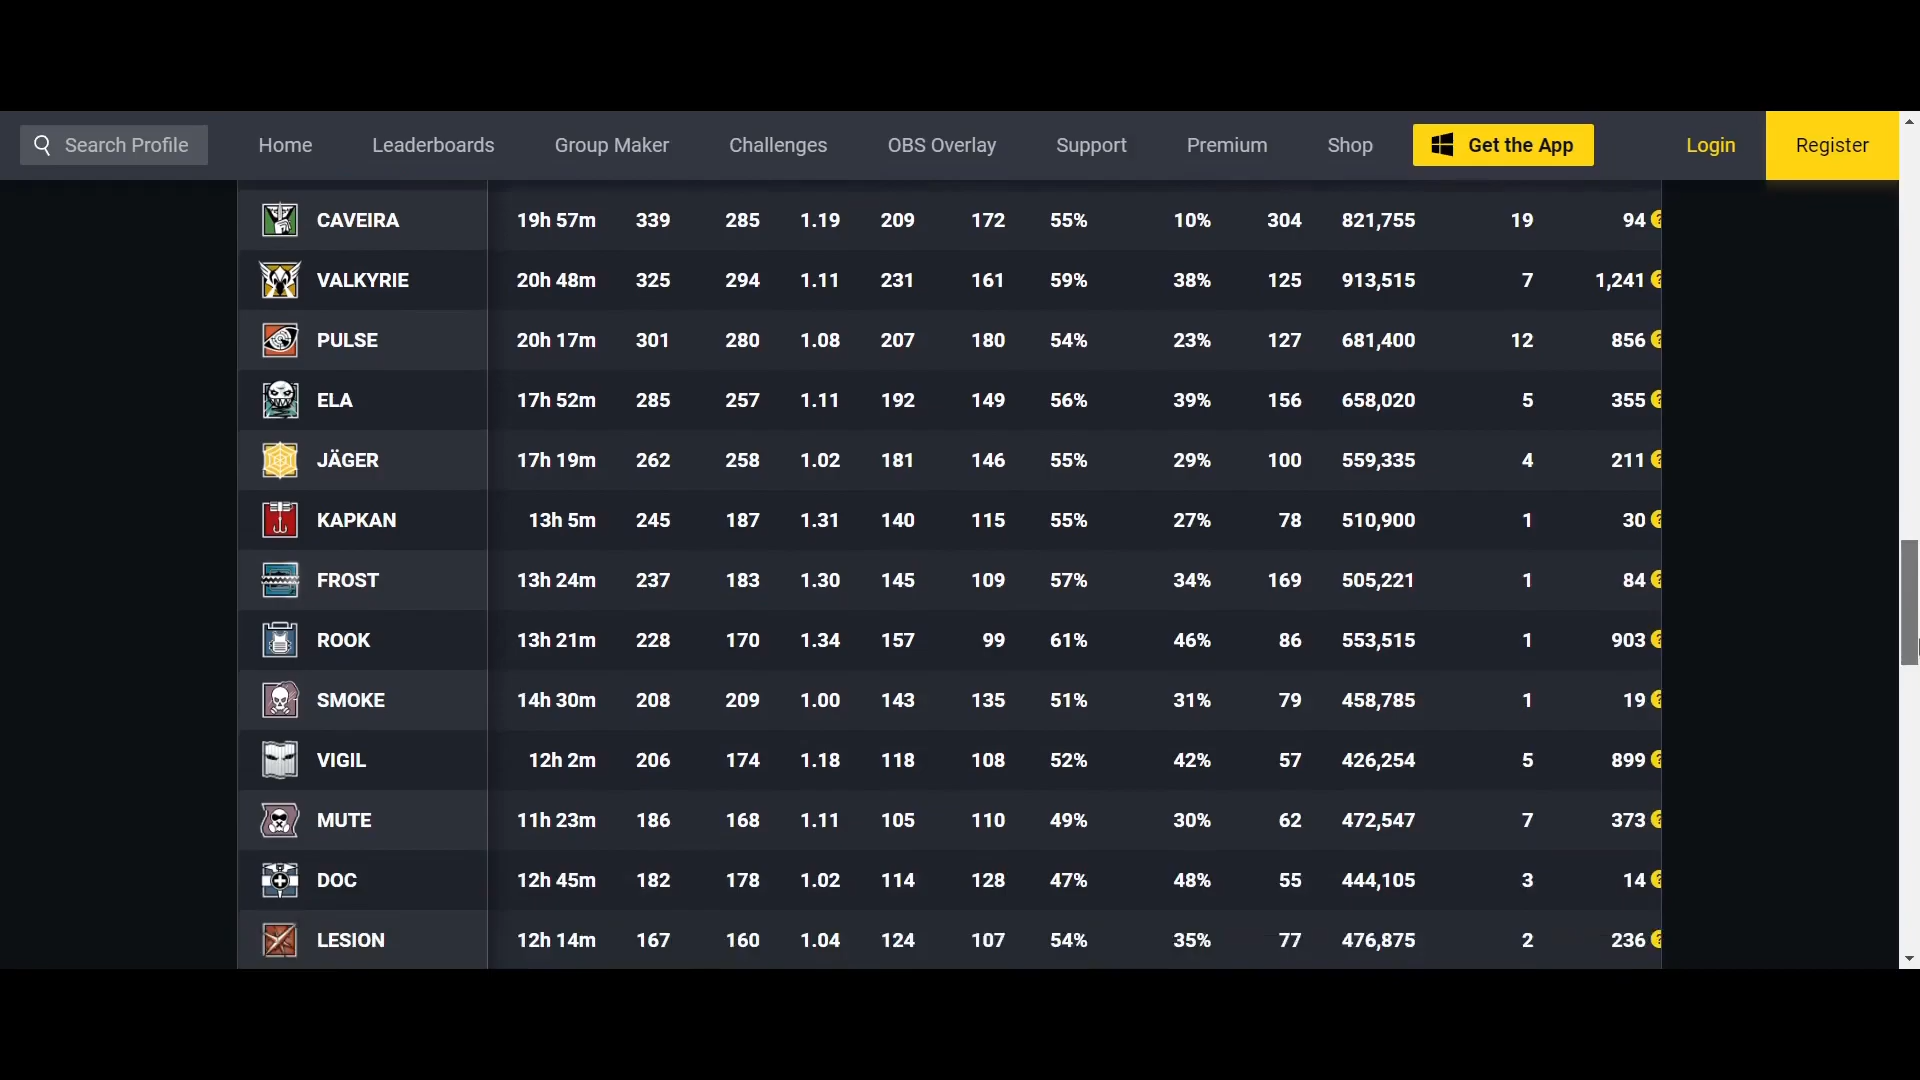 Search Profile Home Leaderboards Group Maker Challenges OBS Overlay Support Premium Shop Get the App Login Register
CAVEIRA 19h 57m 339 285 1.19 209 172 55% 10% 304 821,755 19 94
VALKYRIE 20h 48m 325 294 1.11 231 161 59% 38% 125 913,515 7 1,241
PULSE 20h 17m 301 280 1.08 207 180 54% 23% 127 681,400 12 856
ELA 17h 52m 285 257 1.11 192 149 56% 39% 156 658,020 5 355
JÄGER 17h 19m 262 258 1.02 181 146 55% 29% 100 559,335 4 211
KAPKAN 13h 5m 245 187 1.31 140 115 55% 27% 78 510,900 1 30
FROST 13h 24m 237 183 1.30 145 109 57% 34% 169 505,221 1 84
ROOK 13h 21m 228 170 1.34 157 99 61% 46% 86 553,515 1 903
SMOKE 14h 30m 208 209 1.00 143 135 51% 31% 79 458,785 1 19
VIGIL 12h 2m 206 174 1.18 118 108 52% 42% 57 426,254 5 899
MUTE 11h 23m 186 168 1.11 105 110 49% 30% 62 472,547 7 373
DOC 12h 45m 182 178 1.02 114 128 47% 48% 55 444,105 3 14
LESION 12h 14m 167 160 1.04 124 107 54% 35% 77 476,875 2 236